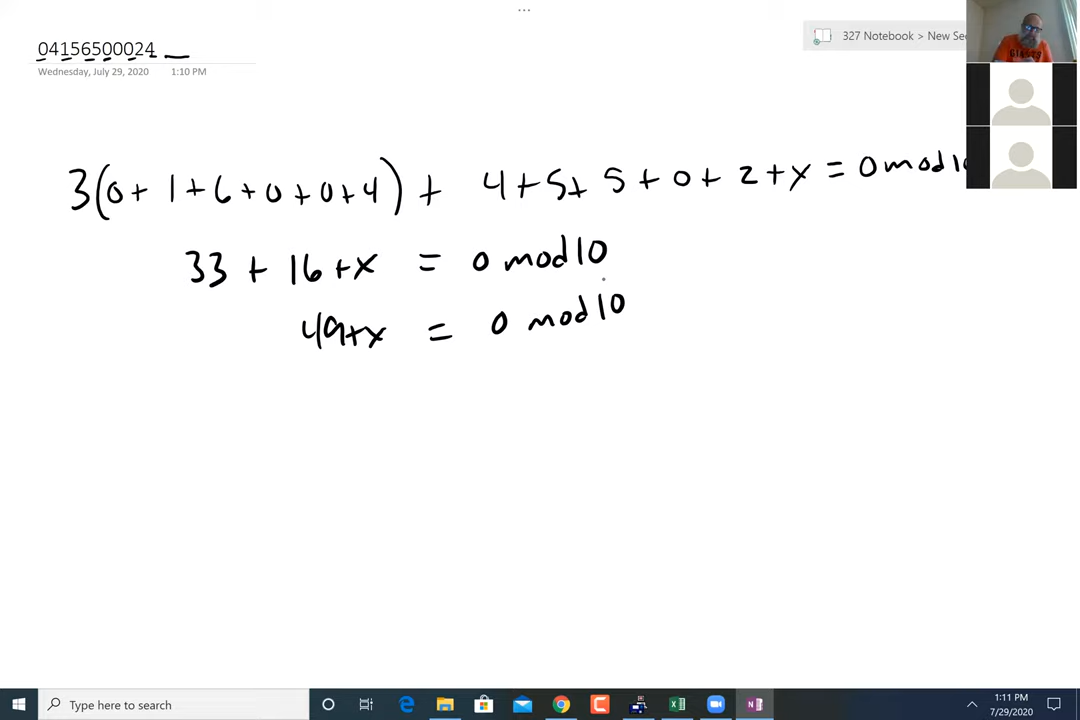 327 Notebook > New Se
04156500024 __
Wednesday, July 29, 2020 1:10 PM
3(0+1+6+0+0+4) + 4+5+5+0+2+x = 0 mod 10
33 + 16 +x = 0 mod 10
49+x = 0 mod 10
Type here to search
1:11 PM
7/29/2020